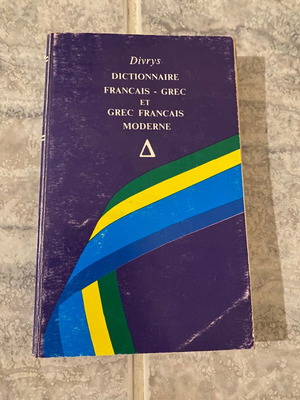 Divrys
DICTIONNAIRE
FRANCAIS - GREC
ET
GREC FRANCAIS
MODERNE
Δ